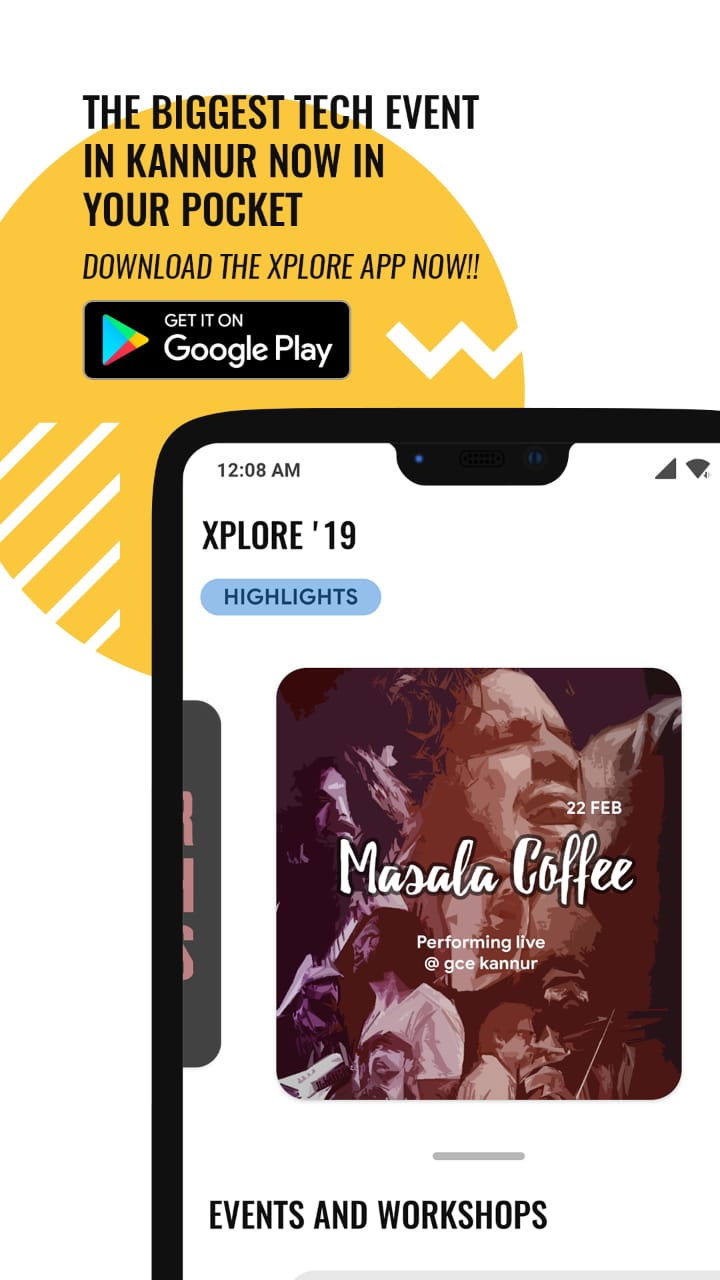 THE BIGGEST TECH EVENT
IN KANNUR NOW IN
YOUR POCKET
DOWNLOAD THE XPLORE APP NOW!!
GET IT ON
Google Play
12:08 AM
XPLORE '19
HIGHLIGHTS
22 FEB
Masala Coffee
Performing live
@ gce kannur
EVENTS AND WORKSHOPS